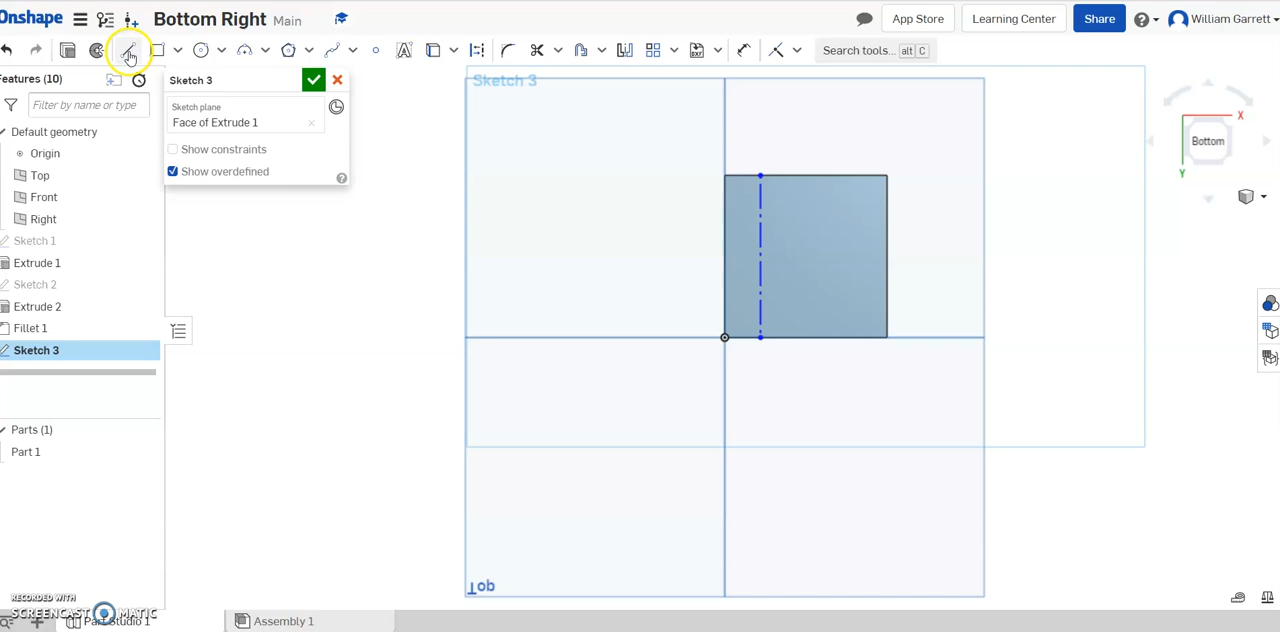 Onshape
Bottom Right Main
App Store
Learning Center
Share
William Garrett
Search tools... alt C
Features (10)
Filter by name or type
Default geometry
Origin
Top
Front
Right
Sketch 1
Extrude 1
Sketch 2
Extrude 2
Fillet 1
Sketch 3
Parts (1)
Part 1
Sketch 3
Sketch plane
Face of Extrude 1
Show constraints
Show overdefined
Sketch 3
Top
Bottom
X
Y
RECORDED WITH
SCREENCAST MATIC
Part Studio 1
Assembly 1